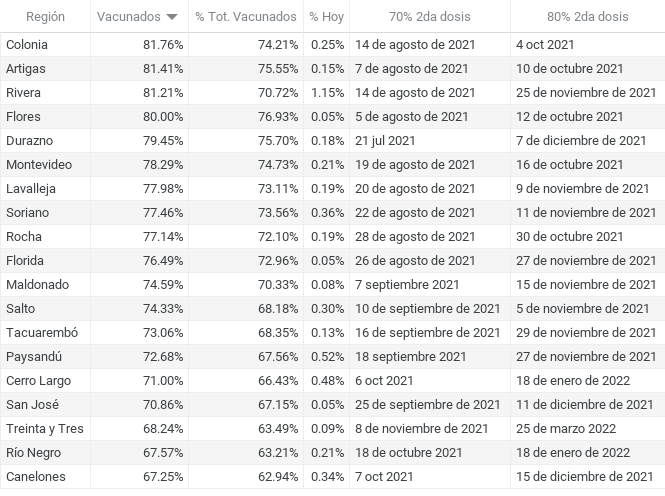 Región Vacunados % Tot. Vacunados % Hoy 70% 2da dosis 80% 2da dosis
Colonia 81.76% 74.21% 0.25% 14 de agosto de 2021 4 oct 2021
Artigas 81.41% 75.55% 0.15% 7 de agosto de 2021 10 de octubre 2021
Rivera 81.21% 70.72% 1.15% 14 de agosto de 2021 25 de noviembre de 2021
Flores 80.00% 76.93% 0.05% 5 de agosto de 2021 12 de octubre 2021
Durazno 79.45% 75.70% 0.18% 21 jul 2021 7 de diciembre de 2021
Montevideo 78.29% 74.73% 0.21% 19 de agosto de 2021 16 de octubre 2021
Lavalleja 77.98% 73.11% 0.19% 20 de agosto de 2021 9 de noviembre de 2021
Soriano 77.46% 73.56% 0.36% 22 de agosto de 2021 11 de noviembre de 2021
Rocha 77.14% 72.10% 0.19% 28 de agosto de 2021 30 de octubre 2021
Florida 76.49% 72.96% 0.05% 26 de agosto de 2021 27 de noviembre de 2021
Maldonado 74.59% 70.33% 0.08% 7 septiembre 2021 15 de noviembre de 2021
Salto 74.33% 68.18% 0.30% 10 de septiembre de 2021 5 de noviembre de 2021
Tacuarembó 73.06% 68.35% 0.13% 16 de septiembre de 2021 29 de noviembre de 2021
Paysandú 72.68% 67.56% 0.52% 18 septiembre 2021 27 de noviembre de 2021
Cerro Largo 71.00% 66.43% 0.48% 6 oct 2021 18 de enero de 2022
San José 70.86% 67.15% 0.05% 25 de septiembre de 2021 11 de diciembre de 2021
Treinta y Tres 68.24% 63.49% 0.09% 8 de noviembre de 2021 25 de marzo 2022
Río Negro 67.57% 63.21% 0.21% 18 de octubre de 2021 18 de enero de 2022
Canelones 67.25% 62.94% 0.34% 7 oct 2021 15 de diciembre de 2021